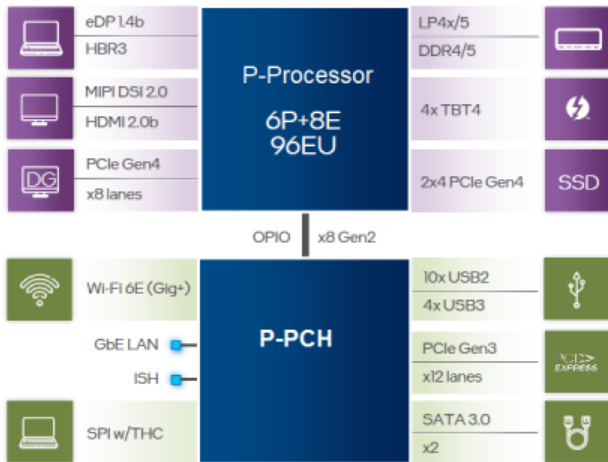 eDP 1.4b
HBR3
MIPI DSI 2.0
HDMI 2.0b
DG
PCIe Gen4
x8 lanes
P-Processor
6P+8E
96EU
LP4x/5
DDR4/5
4x TBT4
2x4 PCIe Gen4
SSD
OPIO
x8 Gen2
Wi-Fi 6E (Gig+)
GbE LAN
ISH
SPI w/THC
P-PCH
10x USB2
4x USB3
PCIe Gen3
x12 lanes
EXPRESS
SATA 3.0
x2